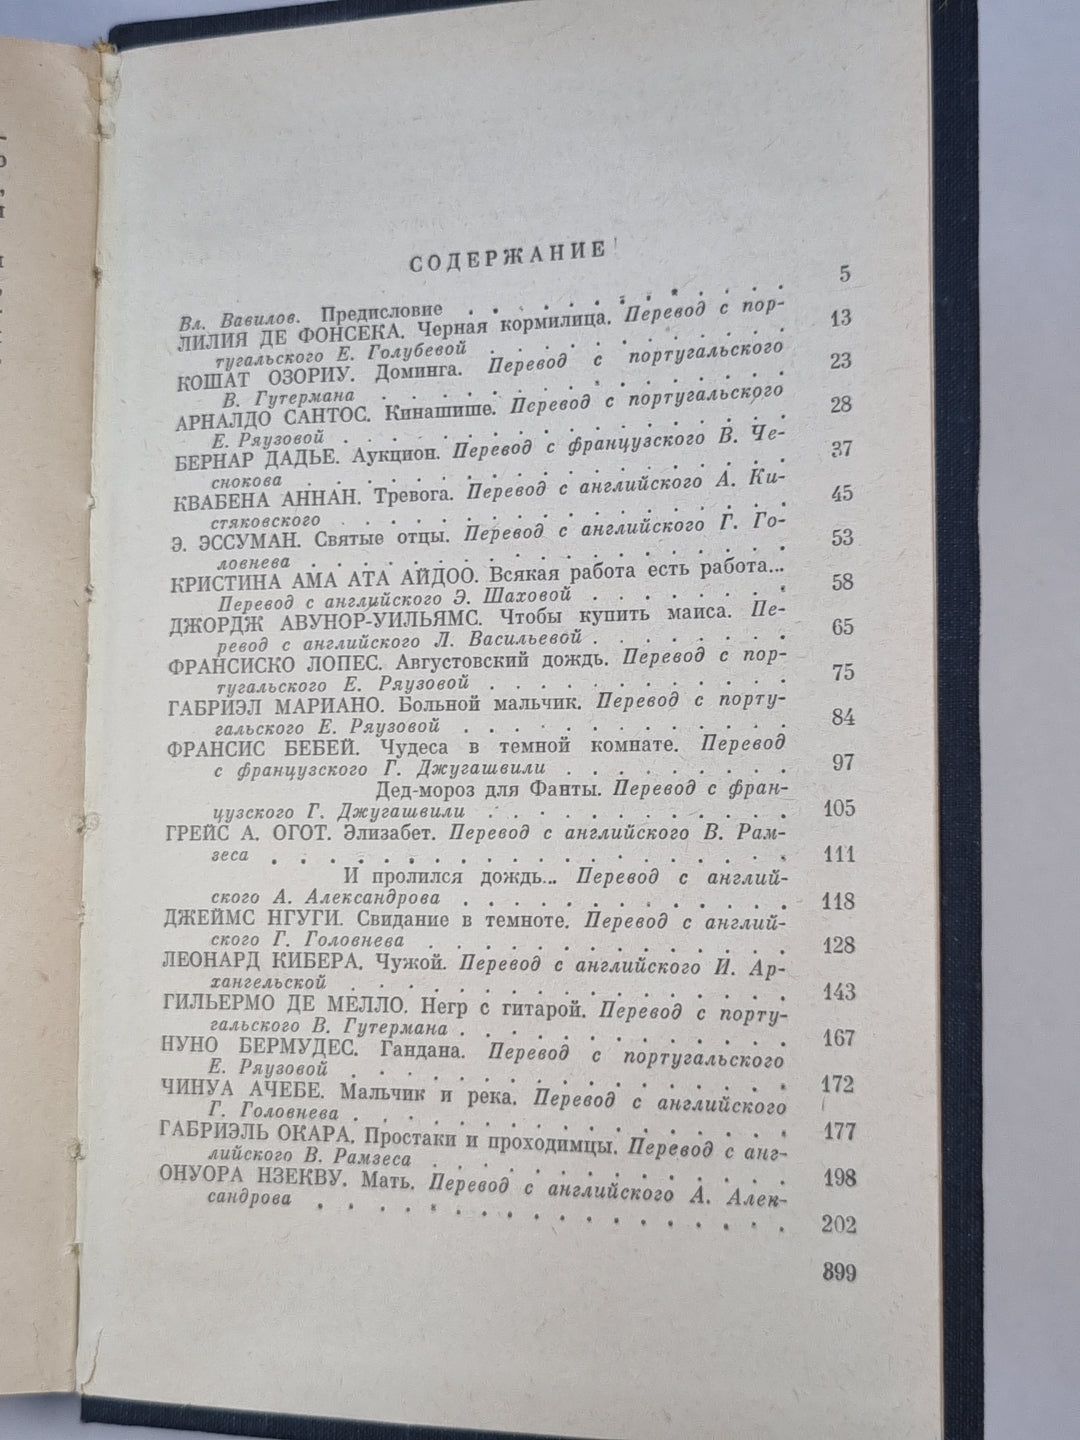 СОДЕРЖАНИЕ
Вл. Вавилов. Предисловие . . . . . . . . . . . . 5
ЛИЛИЯ ДЕ ФОНСЕКА. Черная кормилица. Перевод с пор-
тугальского Е. Голубевой . . . . . . . . . . . 13
КОШАТ ОЗОРИУ. Доминга. Перевод с португальского
В. Гутермана . . . . . . . . . . . . . . 23
АРНАЛДО САНТОС. Кинашише. Перевод с португальского
Е. Ряузовой . . . . . . . . . . . . . . . 28
БЕРНАР ДАДЬЕ. Аукцион. Перевод с французского В. Че-
снокова . . . . . . . . . . . . . . . . 37
КВАБЕНА АННАН. Тревога. Перевод с английского А. Ки-
стяковского . . . . . . . . . . . . . . . 45
Э. ЭССУМАН. Святые отцы. Перевод с английского Г. Го-
ловнева . . . . . . . . . . . . . . . . 53
КРИСТИНА АМА АТА АЙДОО. Всякая работа есть работа...
Перевод с английского Э. Шаховой . . . . . . . 58
ДЖОРДЖ АВУНОР-УИЛЬЯМС. Чтобы купить маиса. Пе-
ревод с английского Л. Васильевой . . . . . . . 65
ФРАНСИСКО ЛОПЕС. Августовский дождь. Перевод с пор-
тугальского Е. Ряузовой . . . . . . . . . . . 75
ГАБРИЭЛ МАРИАНО. Больной мальчик. Перевод с порту-
гальского Е. Ряузовой . . . . . . . . . . . 84
ФРАНСИС БЕБЕЙ. Чудеса в темной комнате. Перевод
с французского Г. Джугашвили . . . . . . . . 97
Дед-мороз для Фанты. Перевод с фран-
цузского Г. Джугашвили . . . . . . . . . . . 105
ГРЕЙС А. ОГОТ. Элизабет. Перевод с английского В. Рам-
зеса . . . . . . . . . . . . . . . . . 111
И пролился дождь... Перевод с англий-
ского А. Александрова . . . . . . . . . . . 118
ДЖЕЙМС НГУГИ. Свидание в темноте. Перевод с англий-
ского Г. Головнева . . . . . . . . . . . . 128
ЛЕОНАРД КИБЕРА. Чужой. Перевод с английского И. Ар-
хангельской . . . . . . . . . . . . . . . 143
ГИЛЬЕРМО ДЕ МЕЛЛО. Негр с гитарой. Перевод с порту-
гальского В. Гутермана . . . . . . . . . . . 167
НУНО БЕРМУДЕС. Гандана. Перевод с португальского
Е. Ряузовой . . . . . . . . . . . . . . . 172
ЧИНУА АЧЕБЕ. Мальчик и река. Перевод с английского
Г. Головнева . . . . . . . . . . . . . . 177
ГАБРИЭЛЬ ОКАРА. Простаки и проходимцы. Перевод с анг-
лийского В. Рамзеса . . . . . . . . . . . . 198
ОНУОРА НЗЕКВУ. Мать. Перевод с английского А. Алек-
сандрова . . . . . . . . . . . . . . . . 202
399